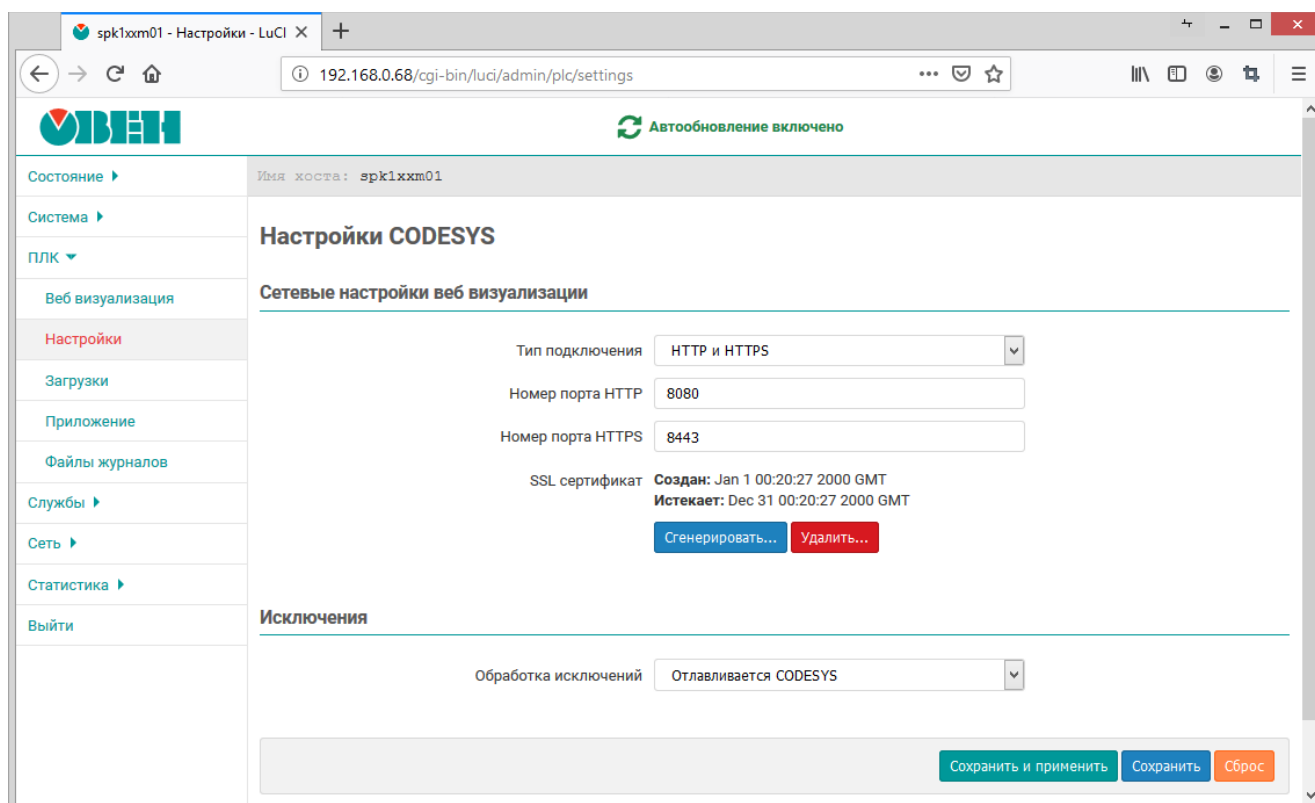 spk1xxm01 - Настройки - LuCI
192.168.0.68/cgi-bin/luci/admin/plc/settings
ОВЕН
Автообновление включено
Состояние
Имя хоста: spk1xxm01
Система
Настройки CODESYS
ПЛК
Веб визуализация
Сетевые настройки веб визуализации
Настройки
Тип подключения HTTP и HTTPS
Загрузки
Номер порта HTTP 8080
Приложение
Номер порта HTTPS 8443
Файлы журналов
SSL сертификат Создан: Jan 1 00:20:27 2000 GMT
Истекает: Dec 31 00:20:27 2000 GMT
Службы
Сгенерировать... Удалить...
Сеть
Статистика
Исключения
Выйти
Обработка исключений Отлавливается CODESYS
Сохранить и применить Сохранить Сброс